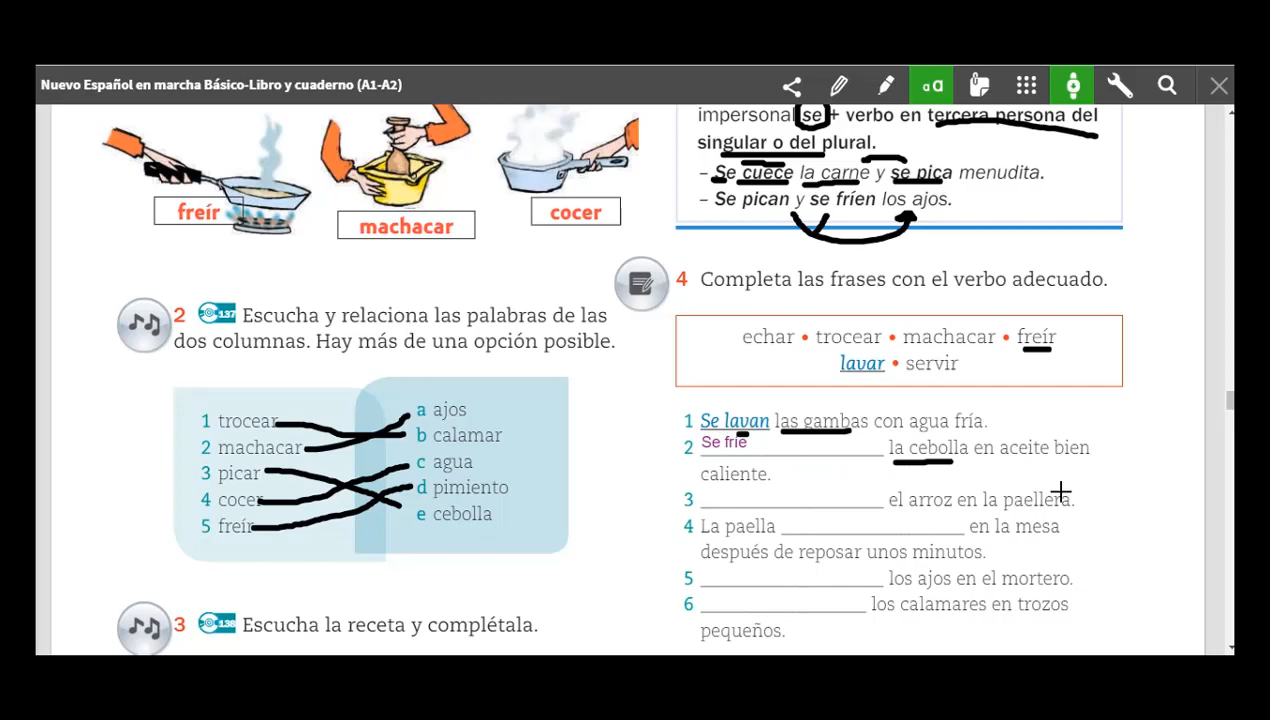 Nuevo Español en marcha Básico-Libro y cuaderno (A1-A2)
a a
freír
machacar
cocer
2 137 Escucha y relaciona las palabras de las
dos columnas. Hay más de una opción posible.
1 trocear
2 machacar
3 picar
4 cocer
5 freír
a ajos
b calamar
c agua
d pimiento
e cebolla
3 138 Escucha la receta y complétala.
impersonal se + verbo en tercera persona del
singular o del plural.
– Se cuece la carne y se pica menudita.
– Se pican y se fríen los ajos.
4 Completa las frases con el verbo adecuado.
echar • trocear • machacar • freír
lavar • servir
1 Se lavan las gambas con agua fría.
2 Se fríe la cebolla en aceite bien
caliente.
3 ____________ el arroz en la paellera.
4 La paella ____________ en la mesa
después de reposar unos minutos.
5 ____________ los ajos en el mortero.
6 ____________ los calamares en trozos
pequeños.